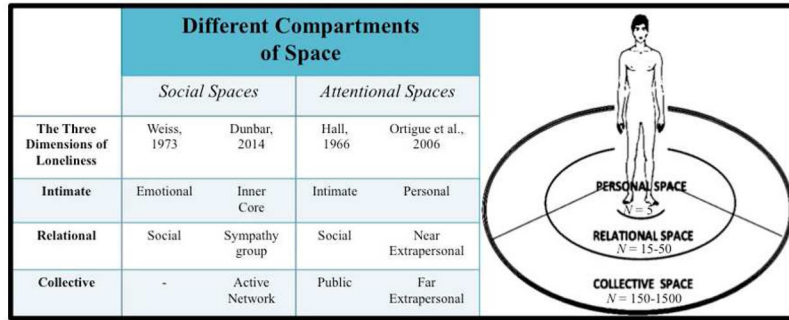 Different Compartments
of Space
Social Spaces Attentional Spaces
The Three
Dimensions of
Loneliness
Weiss,
1973
Dunbar,
2014
Hall,
1966
Ortigue et al.,
2006
Intimate
Emotional
Inner
Core
Intimate
Personal
Relational
Social
Sympathy
group
Social
Near
Extrapersonal
Collective
-
Active
Network
Public
Far
Extrapersonal
PERSONAL SPACE
N = 5
RELATIONAL SPACE
N = 15-50
COLLECTIVE SPACE
N = 150-1500